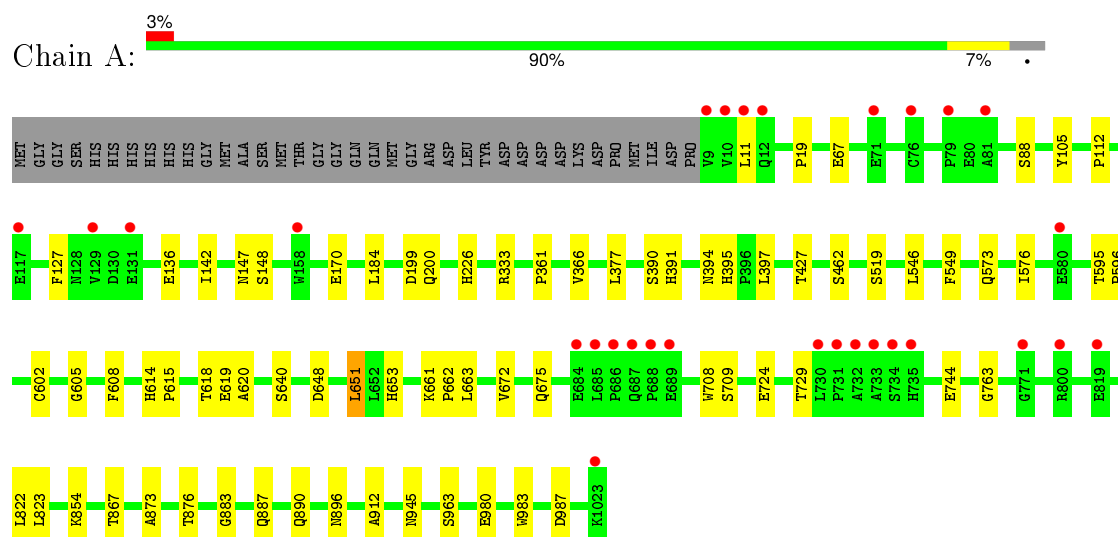 Chain A:
3%
90%
7%
•
MET GLY GLY SER HIS HIS HIS HIS HIS HIS GLY MET ALA SER MET THR GLY GLY GLN GLN MET GLY ARG ASP LEU TYR ASP ASP ASP ASP LYS ASP PRO MET ILE ASP PRO V9 V10 L11 Q12 P19 E67 E71 C76 P79 E80 A81 S88 Y105 P112
E117 F127 N128 V129 D130 E131 E136 I142 N147 S148 W158 E170 L184 D199 Q200 H226 R333 P361 V366 L377 S390 H391 N394 H395 P396 L397 T427 S462 S519 L546 F549 Q573 I576 E580 T595 P596
C602 G605 F608 H614 P615 T618 E619 A620 S640 D648 L651 L652 H653 K661 P662 L663 V672 Q675 E684 L685 P686 Q687 P688 E689 W708 S709 E724 T729 L730 P731 A732 A733 S734 H735 E744 G763 G771 R800 E819
L822 L823 K854 T867 A873 T876 G883 Q887 Q890 N896 A912 N945 S963 E980 W983 D987 K1023